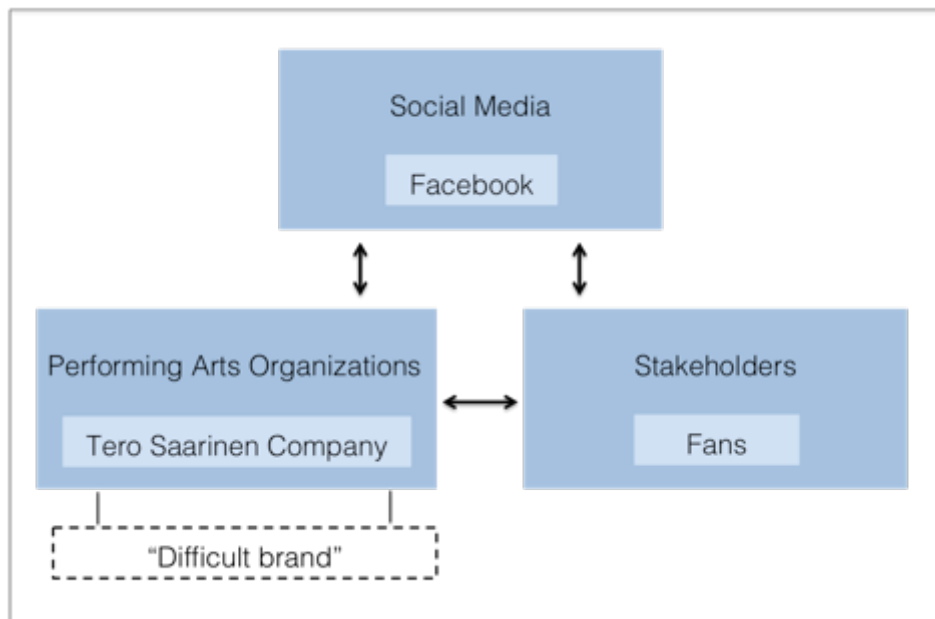 Social Media
Facebook
Performing Arts Organizations
Tero Saarinen Company
Stakeholders
Fans
“Difficult brand”